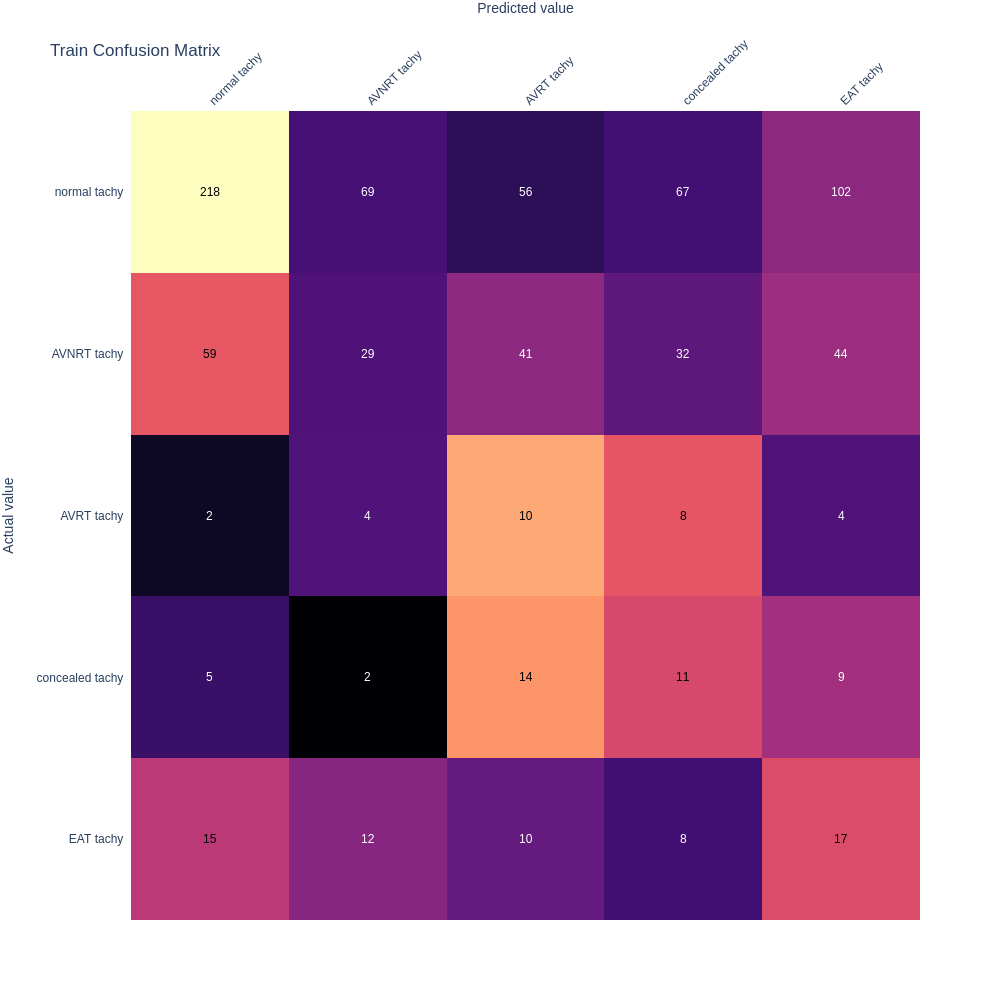 Predicted value
Train Confusion Matrix
normal tachy AVNRT tachy AVRT tachy concealed tachy EAT tachy
normal tachy 218 69 56 67 102
AVNRT tachy 59 29 41 32 44
AVRT tachy 2 4 10 8 4
concealed tachy 5 2 14 11 9
EAT tachy 15 12 10 8 17
Actual value